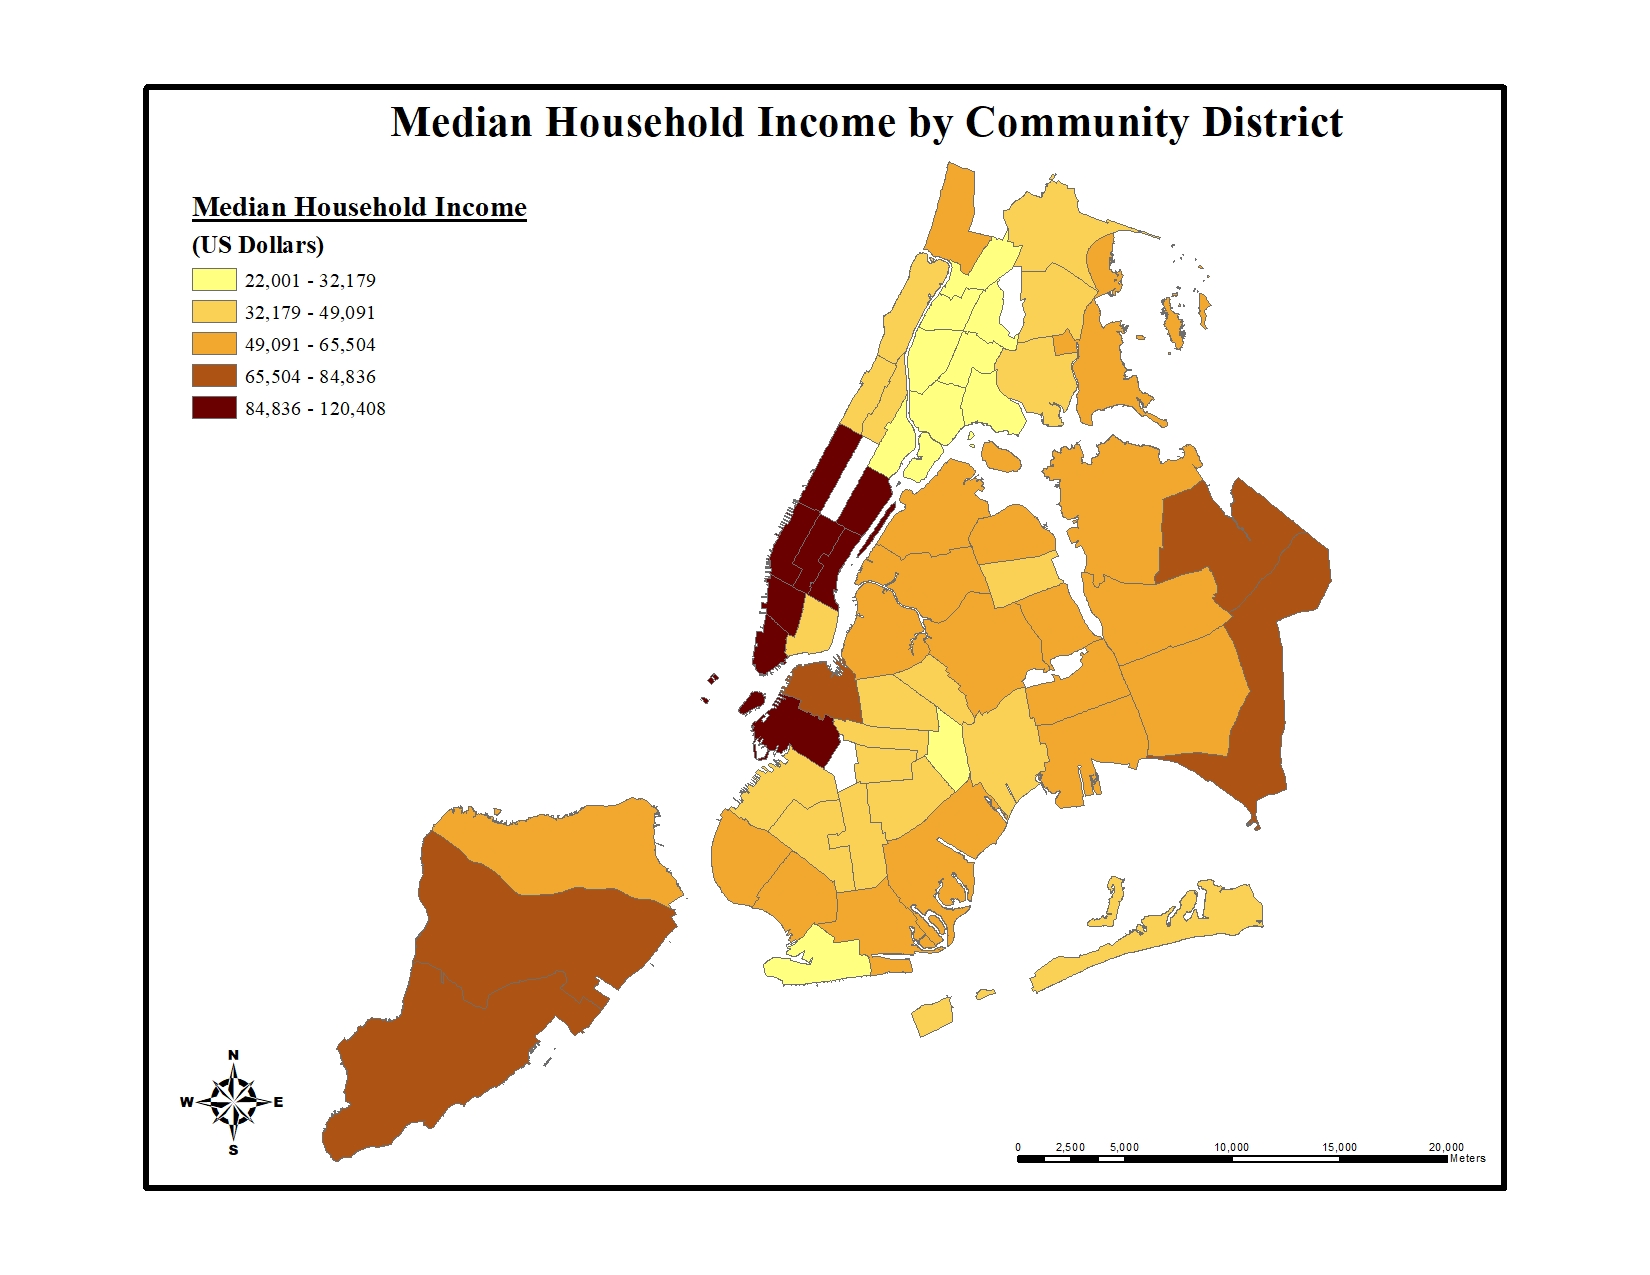 Median Household Income by Community District
Median Household Income
(US Dollars)
22,001 - 32,179
32,179 - 49,091
49,091 - 65,504
65,504 - 84,836
84,836 - 120,408
N
W E
S
0 2,500 5,000 10,000 15,000 20,000
Meters